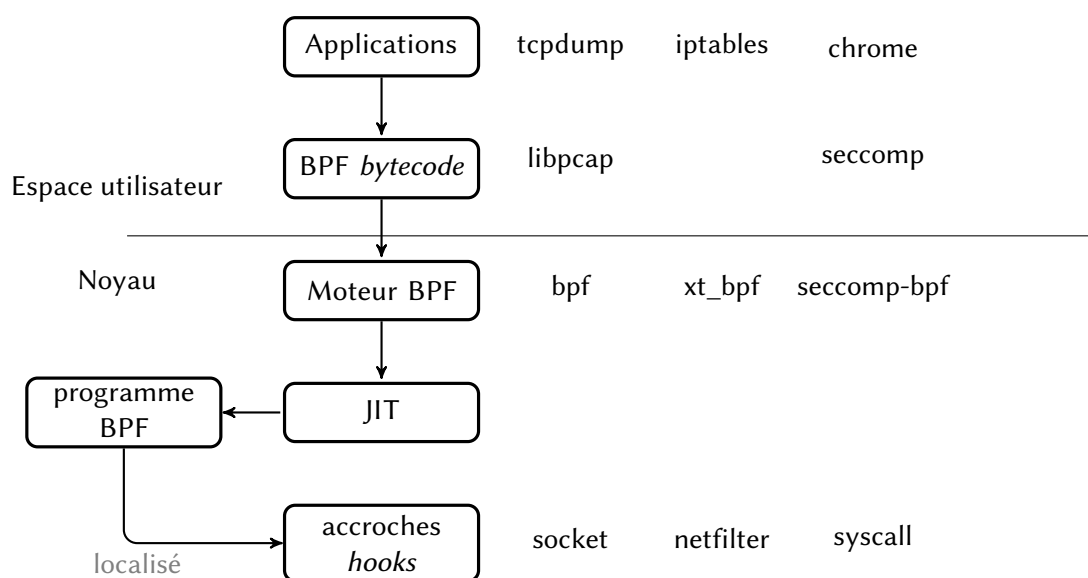 Applications tcpdump iptables chrome
BPF bytecode libpcap seccomp
Espace utilisateur
Noyau Moteur BPF bpf xt_bpf seccomp-bpf
programme
BPF
JIT
accroches
hooks
socket netfilter syscall
localisé